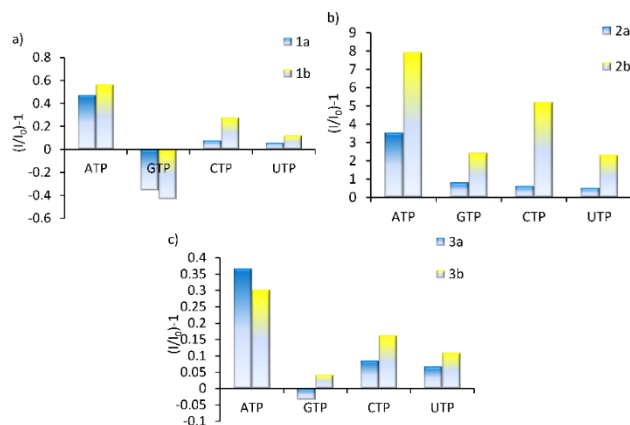 a)
1a
1b
(I/I₀)-1
0.8
0.6
0.4
0.2
0
-0.2
-0.4
-0.6
ATP GTP CTP UTP
b)
2a
2b
(I/I₀)-1
9
8
7
6
5
4
3
2
1
0
ATP GTP CTP UTP
c)
3a
3b
(I/I₀)-1
0.4
0.35
0.3
0.25
0.2
0.15
0.1
0.05
0
-0.05
-0.1
ATP GTP CTP UTP